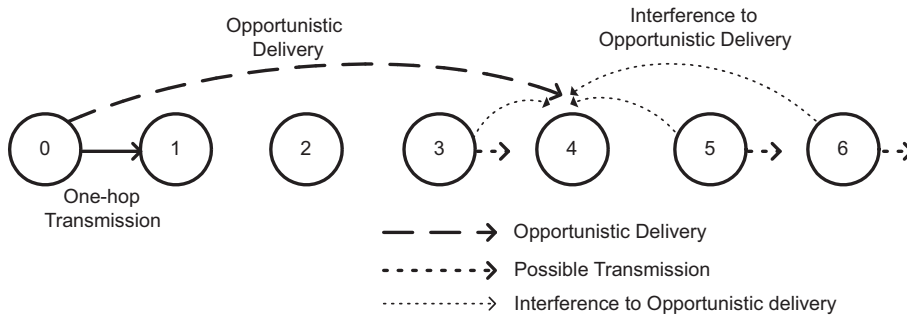 Opportunistic
Delivery
Interference to
Opportunistic Delivery
0
1
2
3
4
5
6
One-hop
Transmission
Opportunistic Delivery
Possible Transmission
Interference to Opportunistic delivery